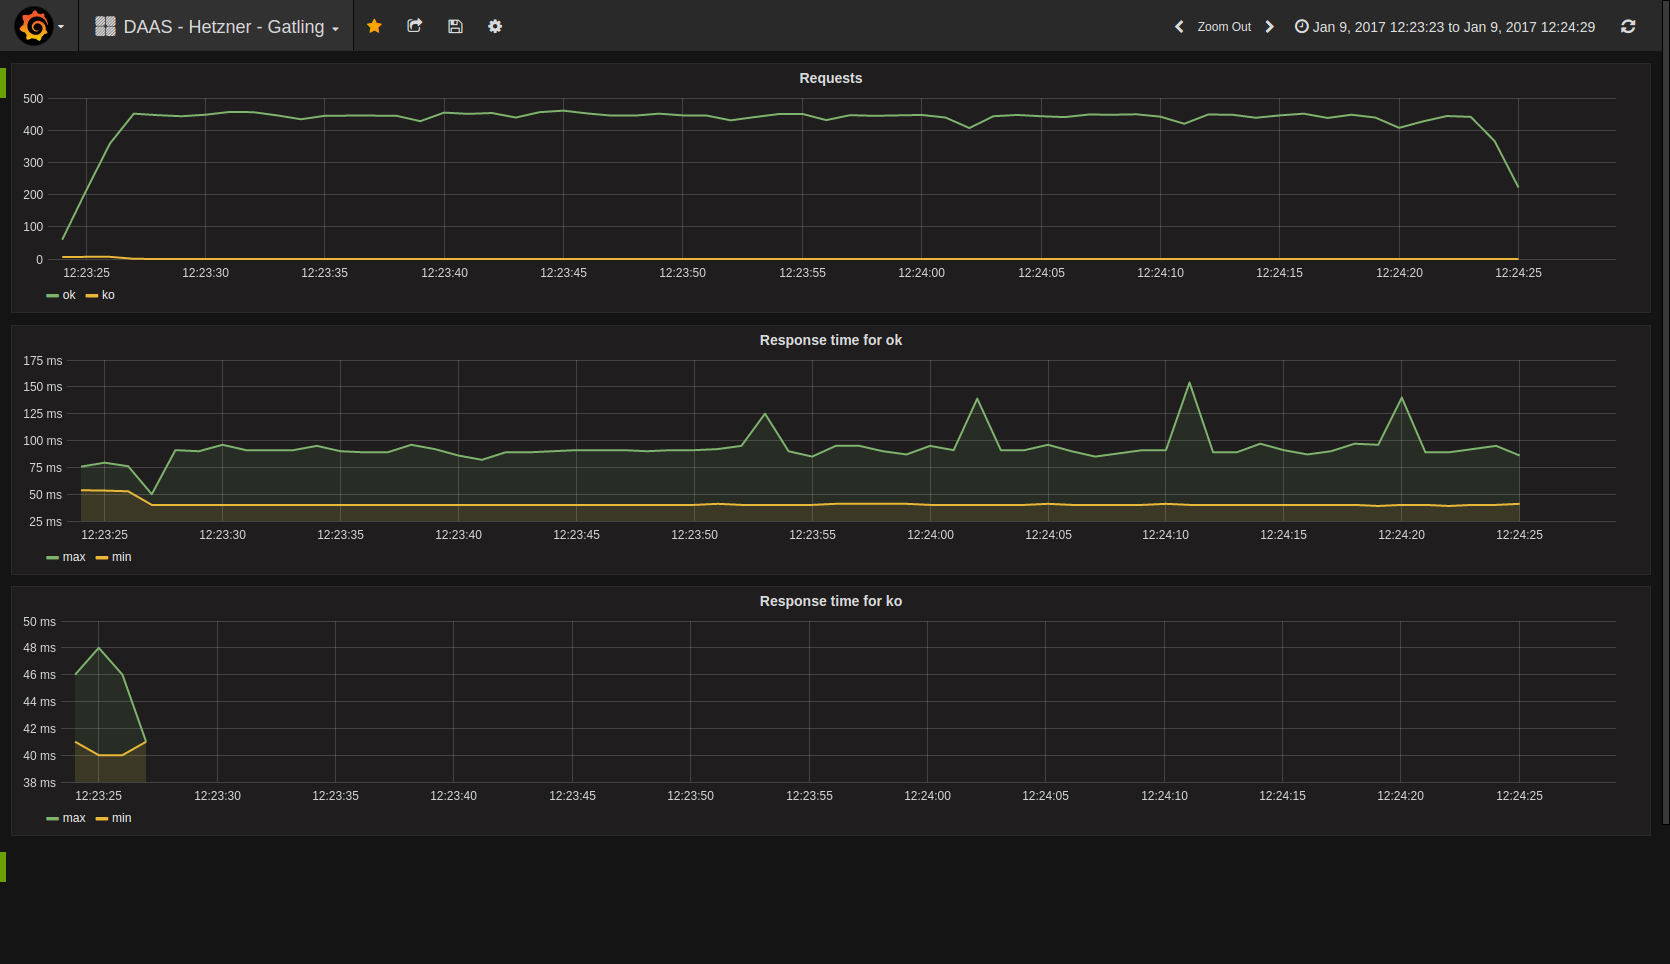 DAAS - Hetzner - Gatling
Zoom Out
Jan 9, 2017 12:23:23 to Jan 9, 2017 12:24:29
Requests
500
400
300
200
100
0
12:23:25 12:23:30 12:23:35 12:23:40 12:23:45 12:23:50 12:23:55 12:24:00 12:24:05 12:24:10 12:24:15 12:24:20 12:24:25
ok ko
Response time for ok
175 ms
150 ms
125 ms
100 ms
75 ms
50 ms
25 ms
12:23:25 12:23:30 12:23:35 12:23:40 12:23:45 12:23:50 12:23:55 12:24:00 12:24:05 12:24:10 12:24:15 12:24:20 12:24:25
max min
Response time for ko
50 ms
48 ms
46 ms
44 ms
42 ms
40 ms
38 ms
12:23:25 12:23:30 12:23:35 12:23:40 12:23:45 12:23:50 12:23:55 12:24:00 12:24:05 12:24:10 12:24:15 12:24:20 12:24:25
max min